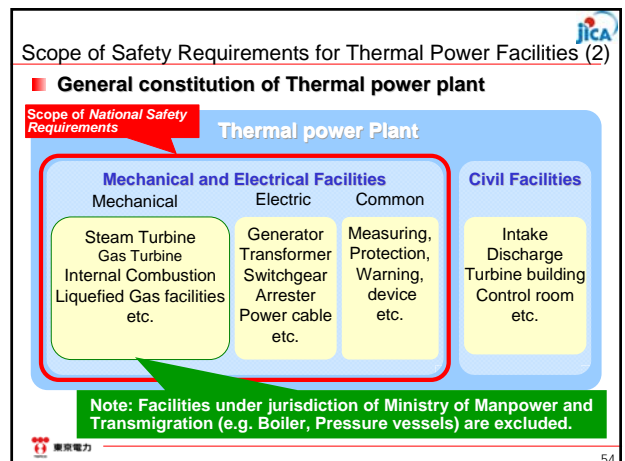 jICA
Scope of Safety Requirements for Thermal Power Facilities (2)
General constitution of Thermal power plant
Scope of National Safety
Requirements
Thermal power Plant
Mechanical and Electrical Facilities
Civil Facilities
Mechanical
Electric
Common
Steam Turbine
Gas Turbine
Internal Combustion
Liquefied Gas facilities
etc.
Generator
Transformer
Switchgear
Arrester
Power cable
etc.
Measuring,
Protection,
Warning,
device
etc.
Intake
Discharge
Turbine building
Control room
etc.
Note: Facilities under jurisdiction of Ministry of Manpower and
Transmigration (e.g. Boiler, Pressure vessels) are excluded.
東京電力
54